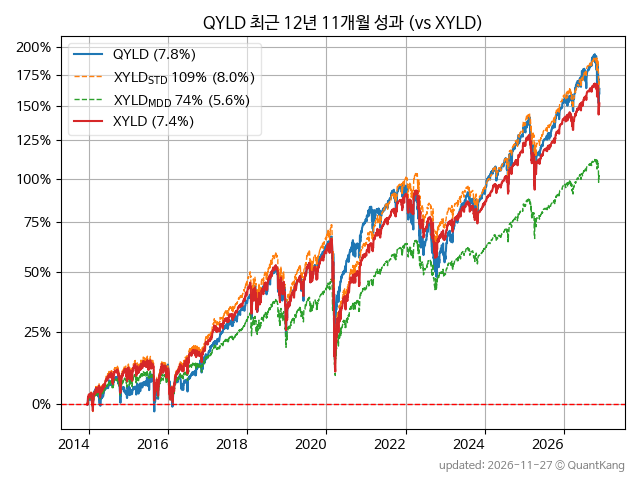 QYLD 최근 12년 11개월 성과 (vs XYLD)
200%
175%
150%
125%
100%
75%
50%
25%
0%
QYLD (7.8%)
XYLD_STD 109% (8.0%)
XYLD_MDD 74% (5.6%)
XYLD (7.4%)
2014 2016 2018 2020 2022 2024 2026
updated: 2026-11-27 © QuantKang